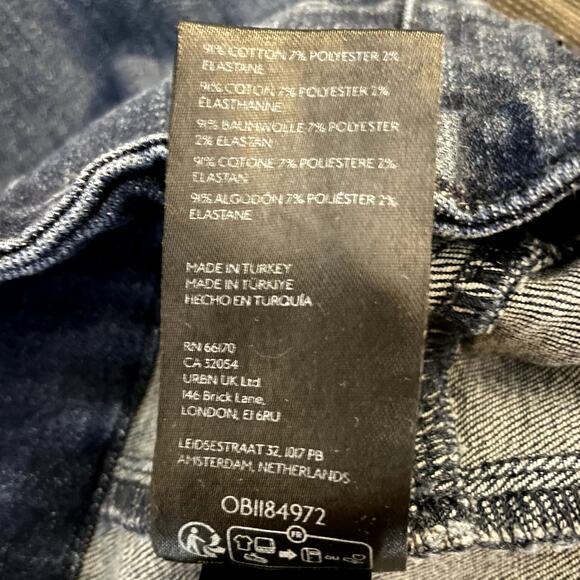 91% COTTON 7% POLYESTER 2%
ELASTANE
91% COTON 7% POLYESTER 2%
ÉLASTHANNE
91% BAUMWOLLE 7% POLYESTER
2% ELASTAN
91% COTONE 7% POLIESTERE 2%
ELASTAN
91% ALGODÓN 7% POLIÉSTER 2%
ELASTANE
MADE IN TURKEY
MADE IN TÜRKIYE
HECHO EN TURQUÍA
RN 66170
CA 32054
URBN UK Ltd
146 Brick Lane,
LONDON, E1 6RU
LEIDSESTRAAT 32, 1017 PB
AMSTERDAM, NETHERLANDS
OB1184972
FR
OU